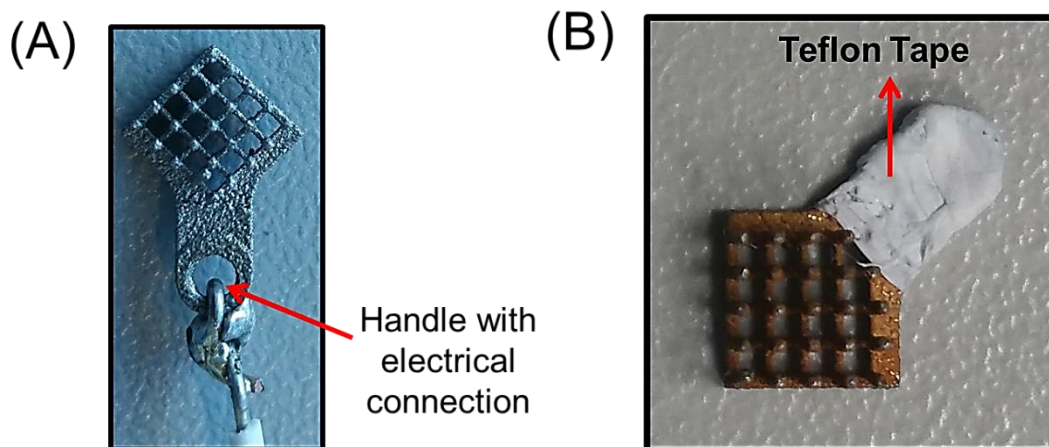 (A)
Handle with
electrical
connection
(B)
Teflon Tape